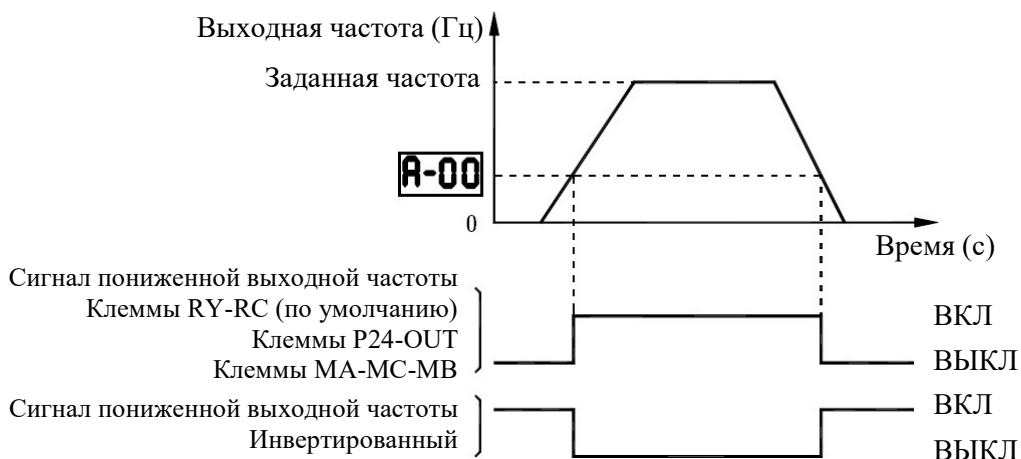 Выходная частота (Гц)
Заданная частота
A-00
0
Время (с)
Сигнал пониженной выходной частоты
Клеммы RY-RC (по умолчанию)
Клеммы P24-OUT
Клеммы MA-MC-MB
ВКЛ
ВЫКЛ
Сигнал пониженной выходной частоты
Инвертированный
ВКЛ
ВЫКЛ